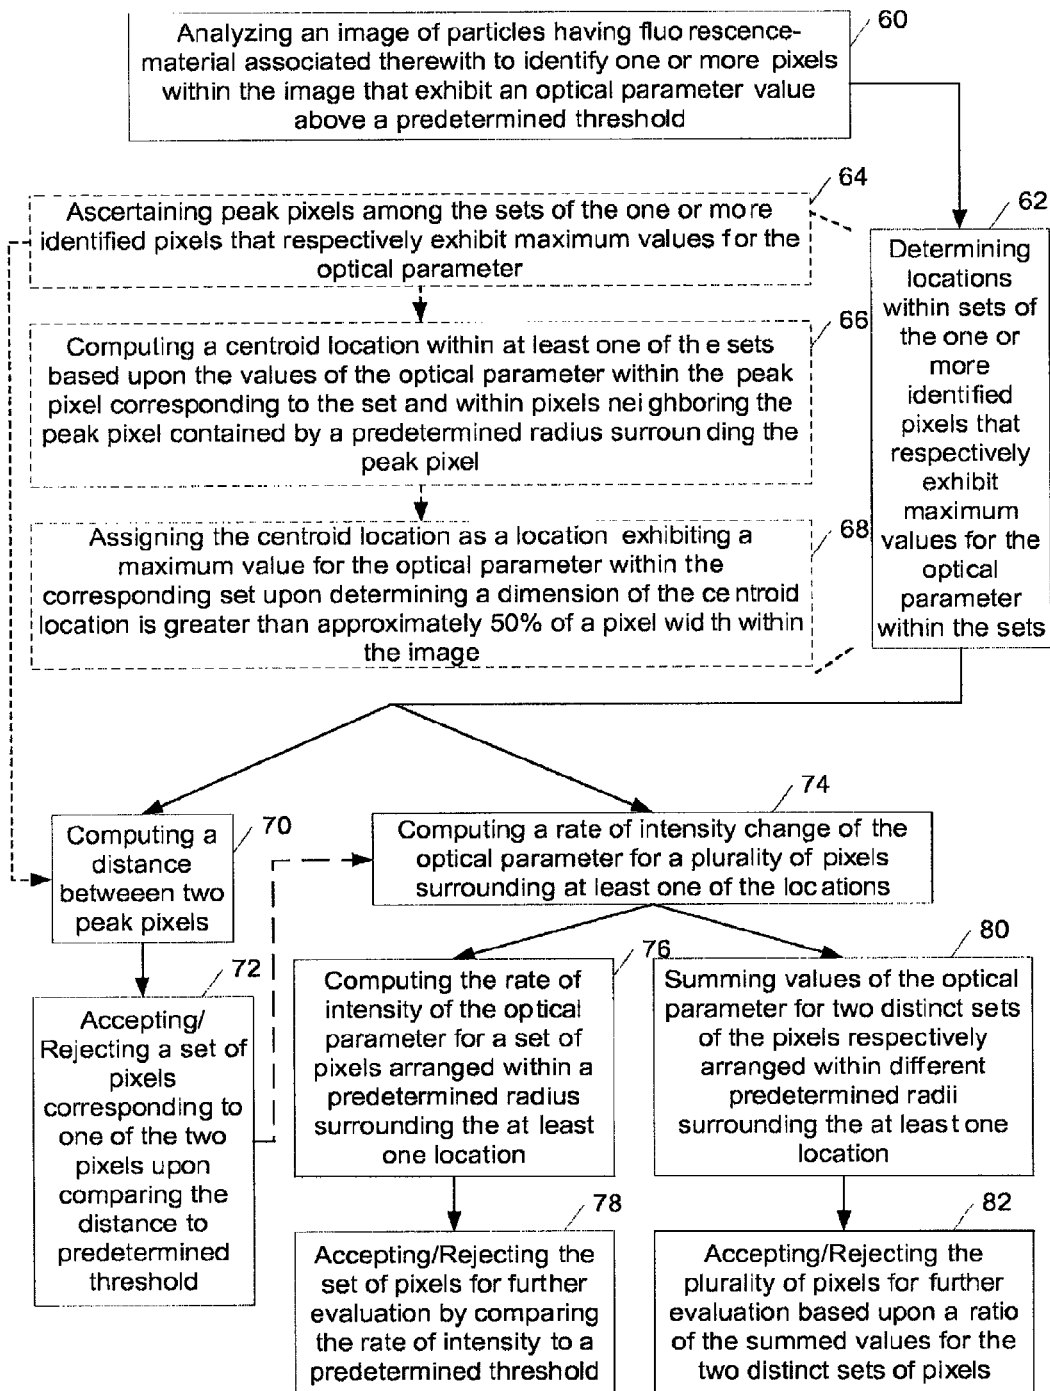 60
Analyzing an image of particles having fluo rescence-
material associated therewith to identify one or more pixels
within the image that exhibit an optical parameter value
above a predetermined threshold
64
Ascertaining peak pixels among the sets of the one or more
identified pixels that respectively exhibit maximum values for the
optical parameter
62
Determining
locations
within sets of
the one or
more
identified
pixels that
respectively
exhibit
maximum
values for the
optical
parameter
within the sets
66
Computing a centroid location within at least one of the sets
based upon the values of the optical parameter within the peak
pixel corresponding to the set and within pixels neighboring the
peak pixel contained by a predetermined radius surrounding the
peak pixel
68
Assigning the centroid location as a location exhibiting a
maximum value for the optical parameter within the
corresponding set upon determining a dimension of the centroid
location is greater than approximately 50% of a pixel width within
the image
70
Computing a
distance
betweeen two
peak pixels
72
Accepting/
Rejecting a set of
pixels
corresponding to
one of the two
pixels upon
comparing the
distance to
predetermined
threshold
74
Computing a rate of intensity change of the
optical parameter for a plurality of pixels
surrounding at least one of the locations
76
Computing the rate of
intensity of the optical
parameter for a set of
pixels arranged within a
predetermined radius
surrounding the at least
one location
78
Accepting/Rejecting the
set of pixels for further
evaluation by comparing
the rate of intensity to a
predetermined threshold
80
Summing values of the optical
parameter for two distinct sets
of the pixels respectively
arranged within different
predetermined radii
surrounding the at least one
location
82
Accepting/Rejecting the
plurality of pixels for further
evaluation based upon a ratio
of the summed values for the
two distinct sets of pixels